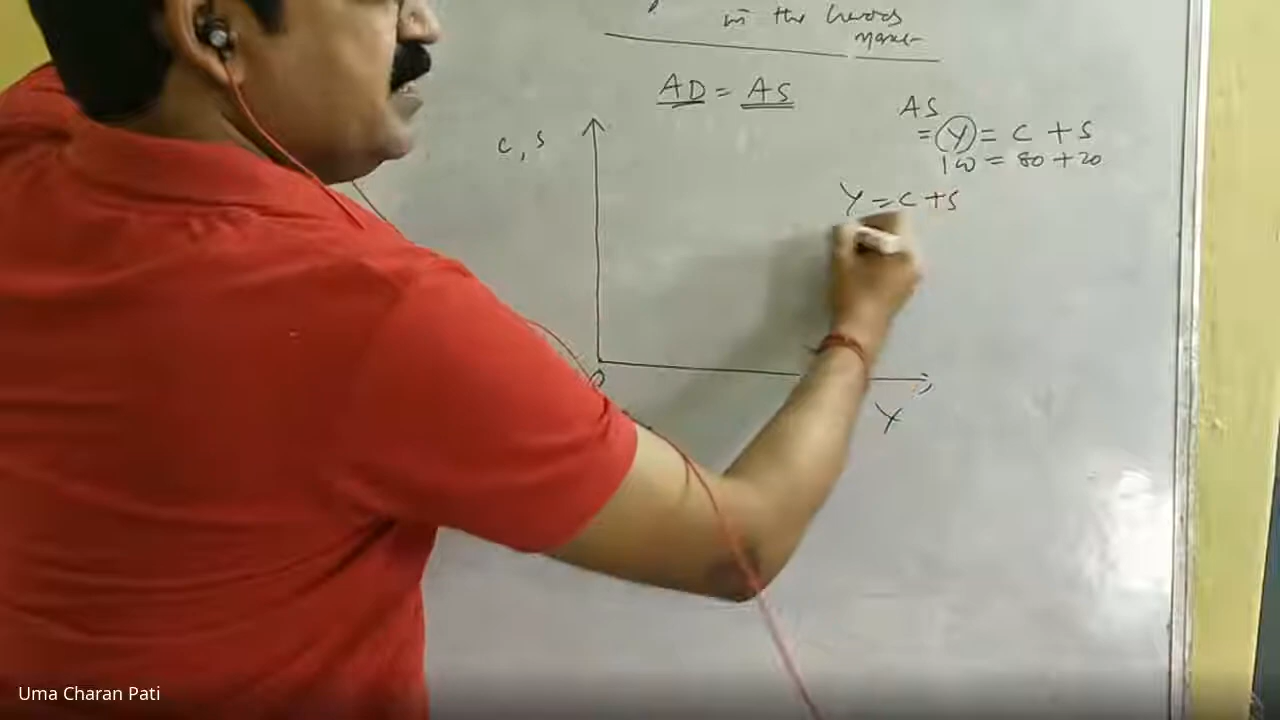 in the Goods
Market
AD = AS
C, S
AS
= Y = C + S
100 = 80 + 20
Y = C + S
O
Y
Uma Charan Pati